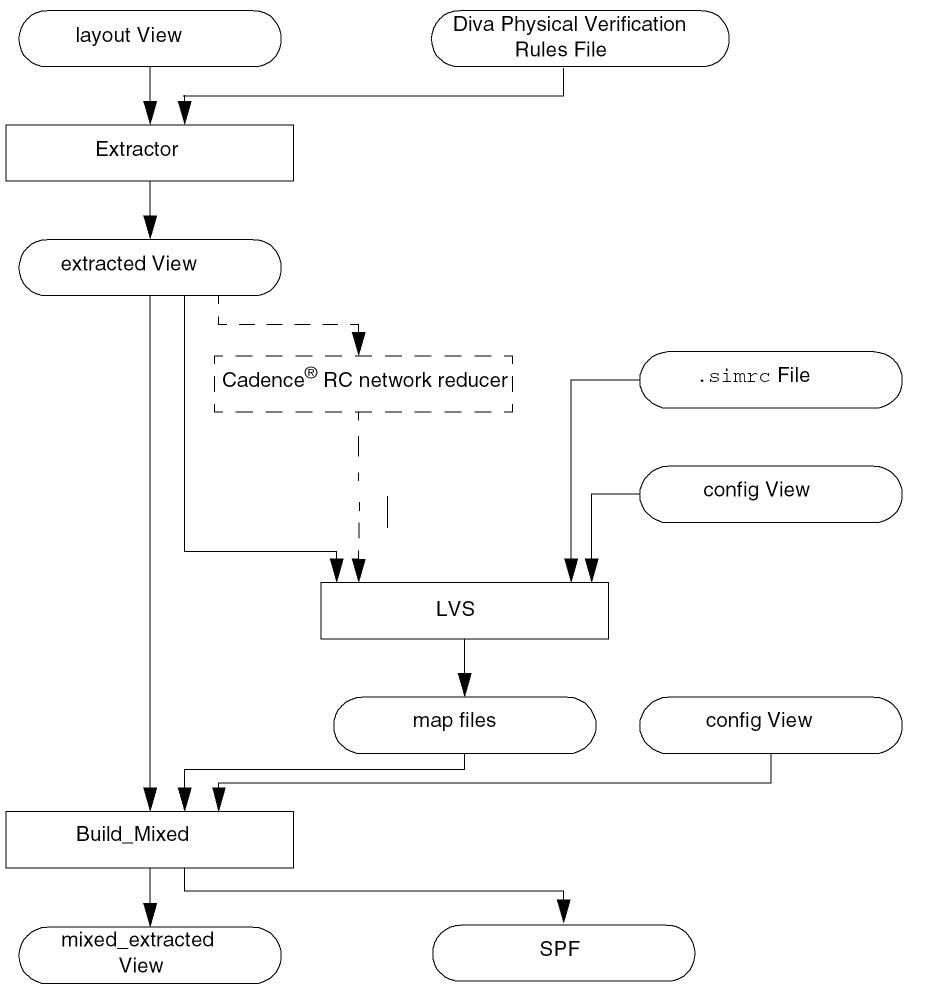 layout View
Diva Physical Verification
Rules File
Extractor
extracted View
Cadence® RC network reducer
.simrc File
config View
LVS
map files
config View
Build_Mixed
mixed_extracted
View
SPF